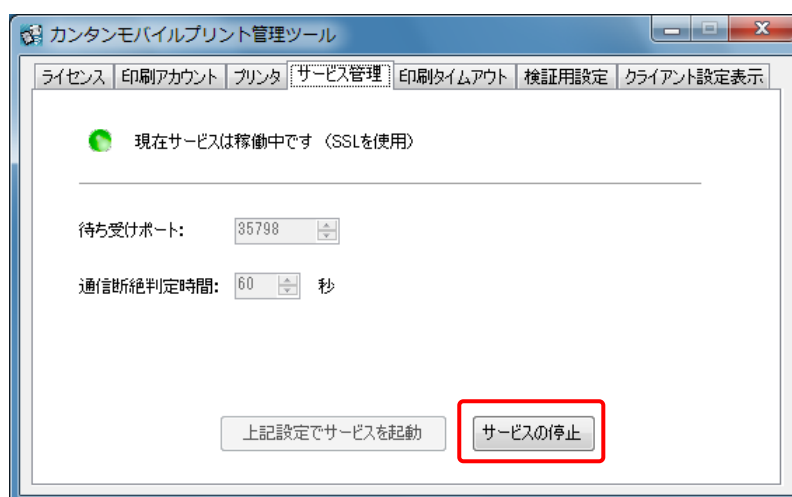 カンタンモバイルプリント管理ツール
ライセンス 印刷アカウント プリンタ サービス管理 印刷タイムアウト 検証用設定 クライアント設定表示
現在サービスは稼働中です（SSLを使用）
待ち受けポート: 35798
通信断絶判定時間: 60 秒
上記設定でサービスを起動 サービスの停止